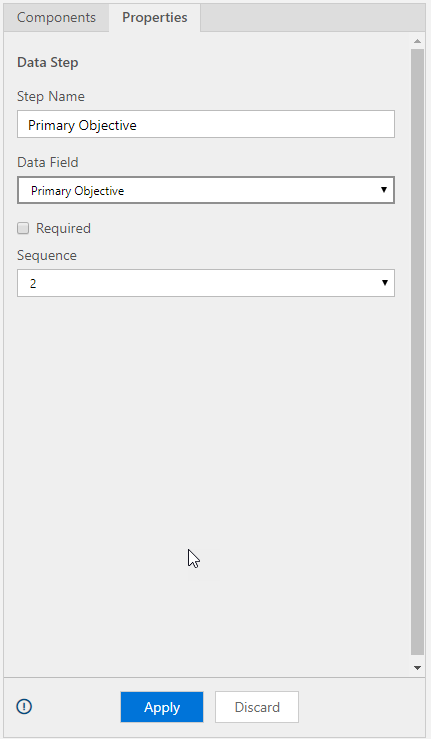 Components Properties
Data Step
Step Name
Primary Objective
Data Field
Primary Objective
Required
Sequence
2
Apply Discard